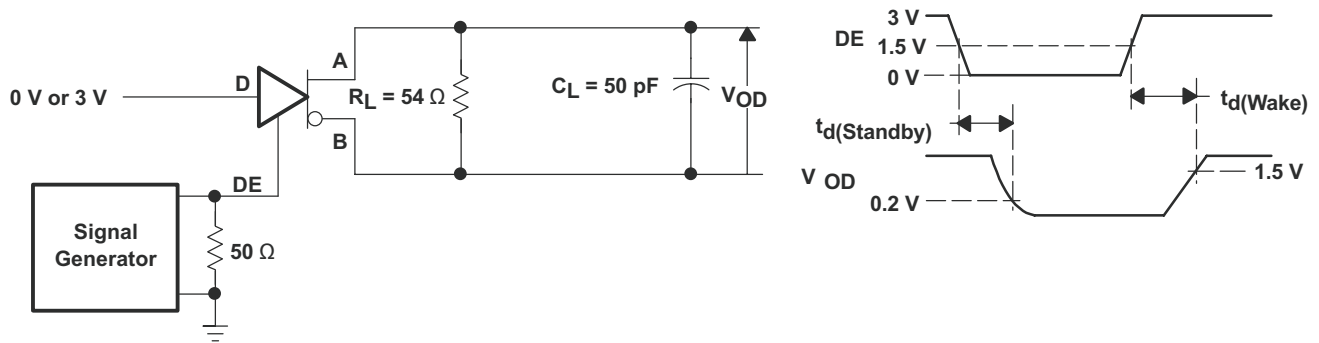 0 V or 3 V
D
A
B
DE
R_L = 54 Ω
C_L = 50 pF
V_OD
Signal
Generator
50 Ω
3 V
DE
1.5 V
0 V
t_d(Standby)
t_d(Wake)
V OD
0.2 V
1.5 V